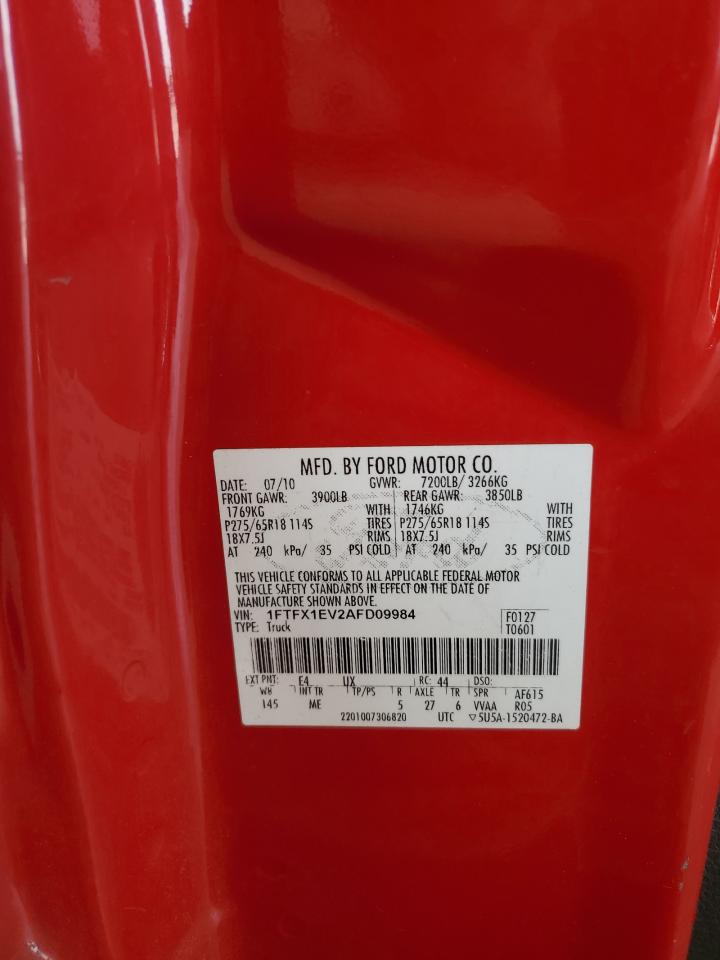 MFD. BY FORD MOTOR CO.
DATE: 07/10 GVWR: 7200LB/ 3266KG
FRONT GAWR: 3900LB REAR GAWR: 3850LB
1769KG WITH 1746KG WITH
P275/65R18 114S TIRES P275/65R18 114S TIRES
18X7.5J RIMS 18X7.5J RIMS
AT 240 kPa/ 35 PSI COLD AT 240 kPa/ 35 PSI COLD
THIS VEHICLE CONFORMS TO ALL APPLICABLE FEDERAL MOTOR
VEHICLE SAFETY STANDARDS IN EFFECT ON THE DATE OF
MANUFACTURE SHOWN ABOVE.
VIN: 1FTFX1EV2AFD09984 F0127
TYPE: Truck T0601
EXT PNT: E4 UX RC: 44 DSO:
WB INT TR TP/PS R AXLE TR SPR AF615
145 ME 5 27 6 VVAA R05
2201007306820 UTC ▽5U5A-1520472-BA